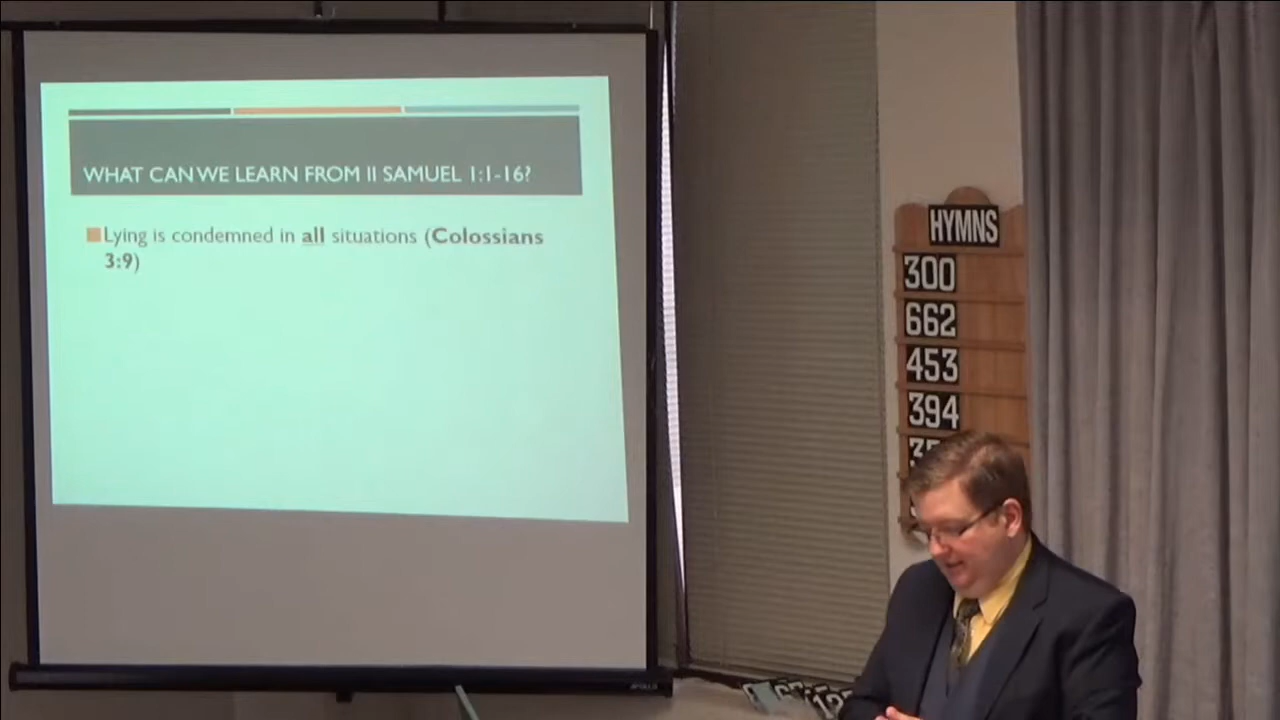 WHAT CAN WE LEARN FROM II SAMUEL 1:1-16?
Lying is condemned in all situations (Colossians
3:9)
HYMNS
300
662
453
394